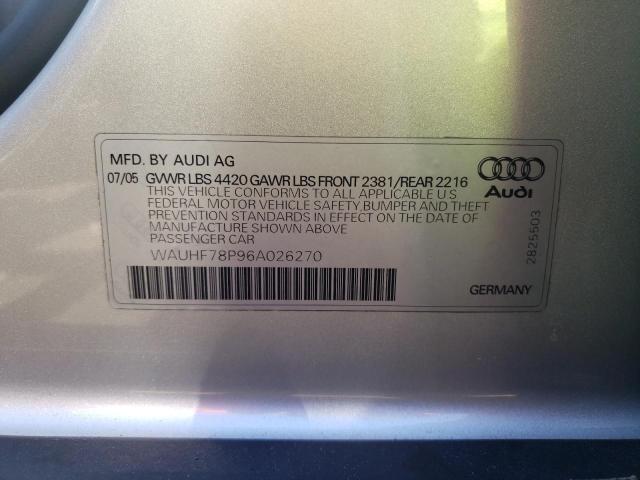 MFD. BY AUDI AG
07/05 GVWR LBS 4420 GAWR LBS FRONT 2381/REAR 2216
THIS VEHICLE CONFORMS TO ALL APPLICABLE U S
FEDERAL MOTOR VEHICLE SAFETY,BUMPER AND THEFT
PREVENTION STANDARDS IN EFFECT ON THE DATE OF
MANUFACTURE SHOWN ABOVE
PASSENGER CAR
WAUHF78P96A026270
Audi
2825503
GERMANY